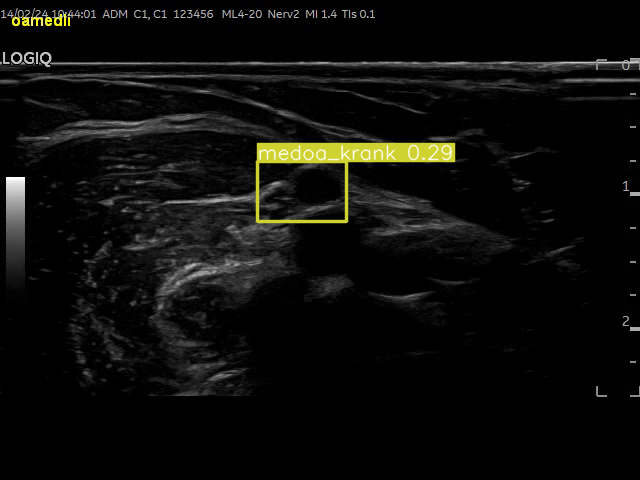 14/02/24 10:44:01 ADM C1, C1 123456 ML4-20 Nerv2 MI 1.4 TIs 0.1
oamedli
LOGIQ
0
medoa_krank 0.29
1
2